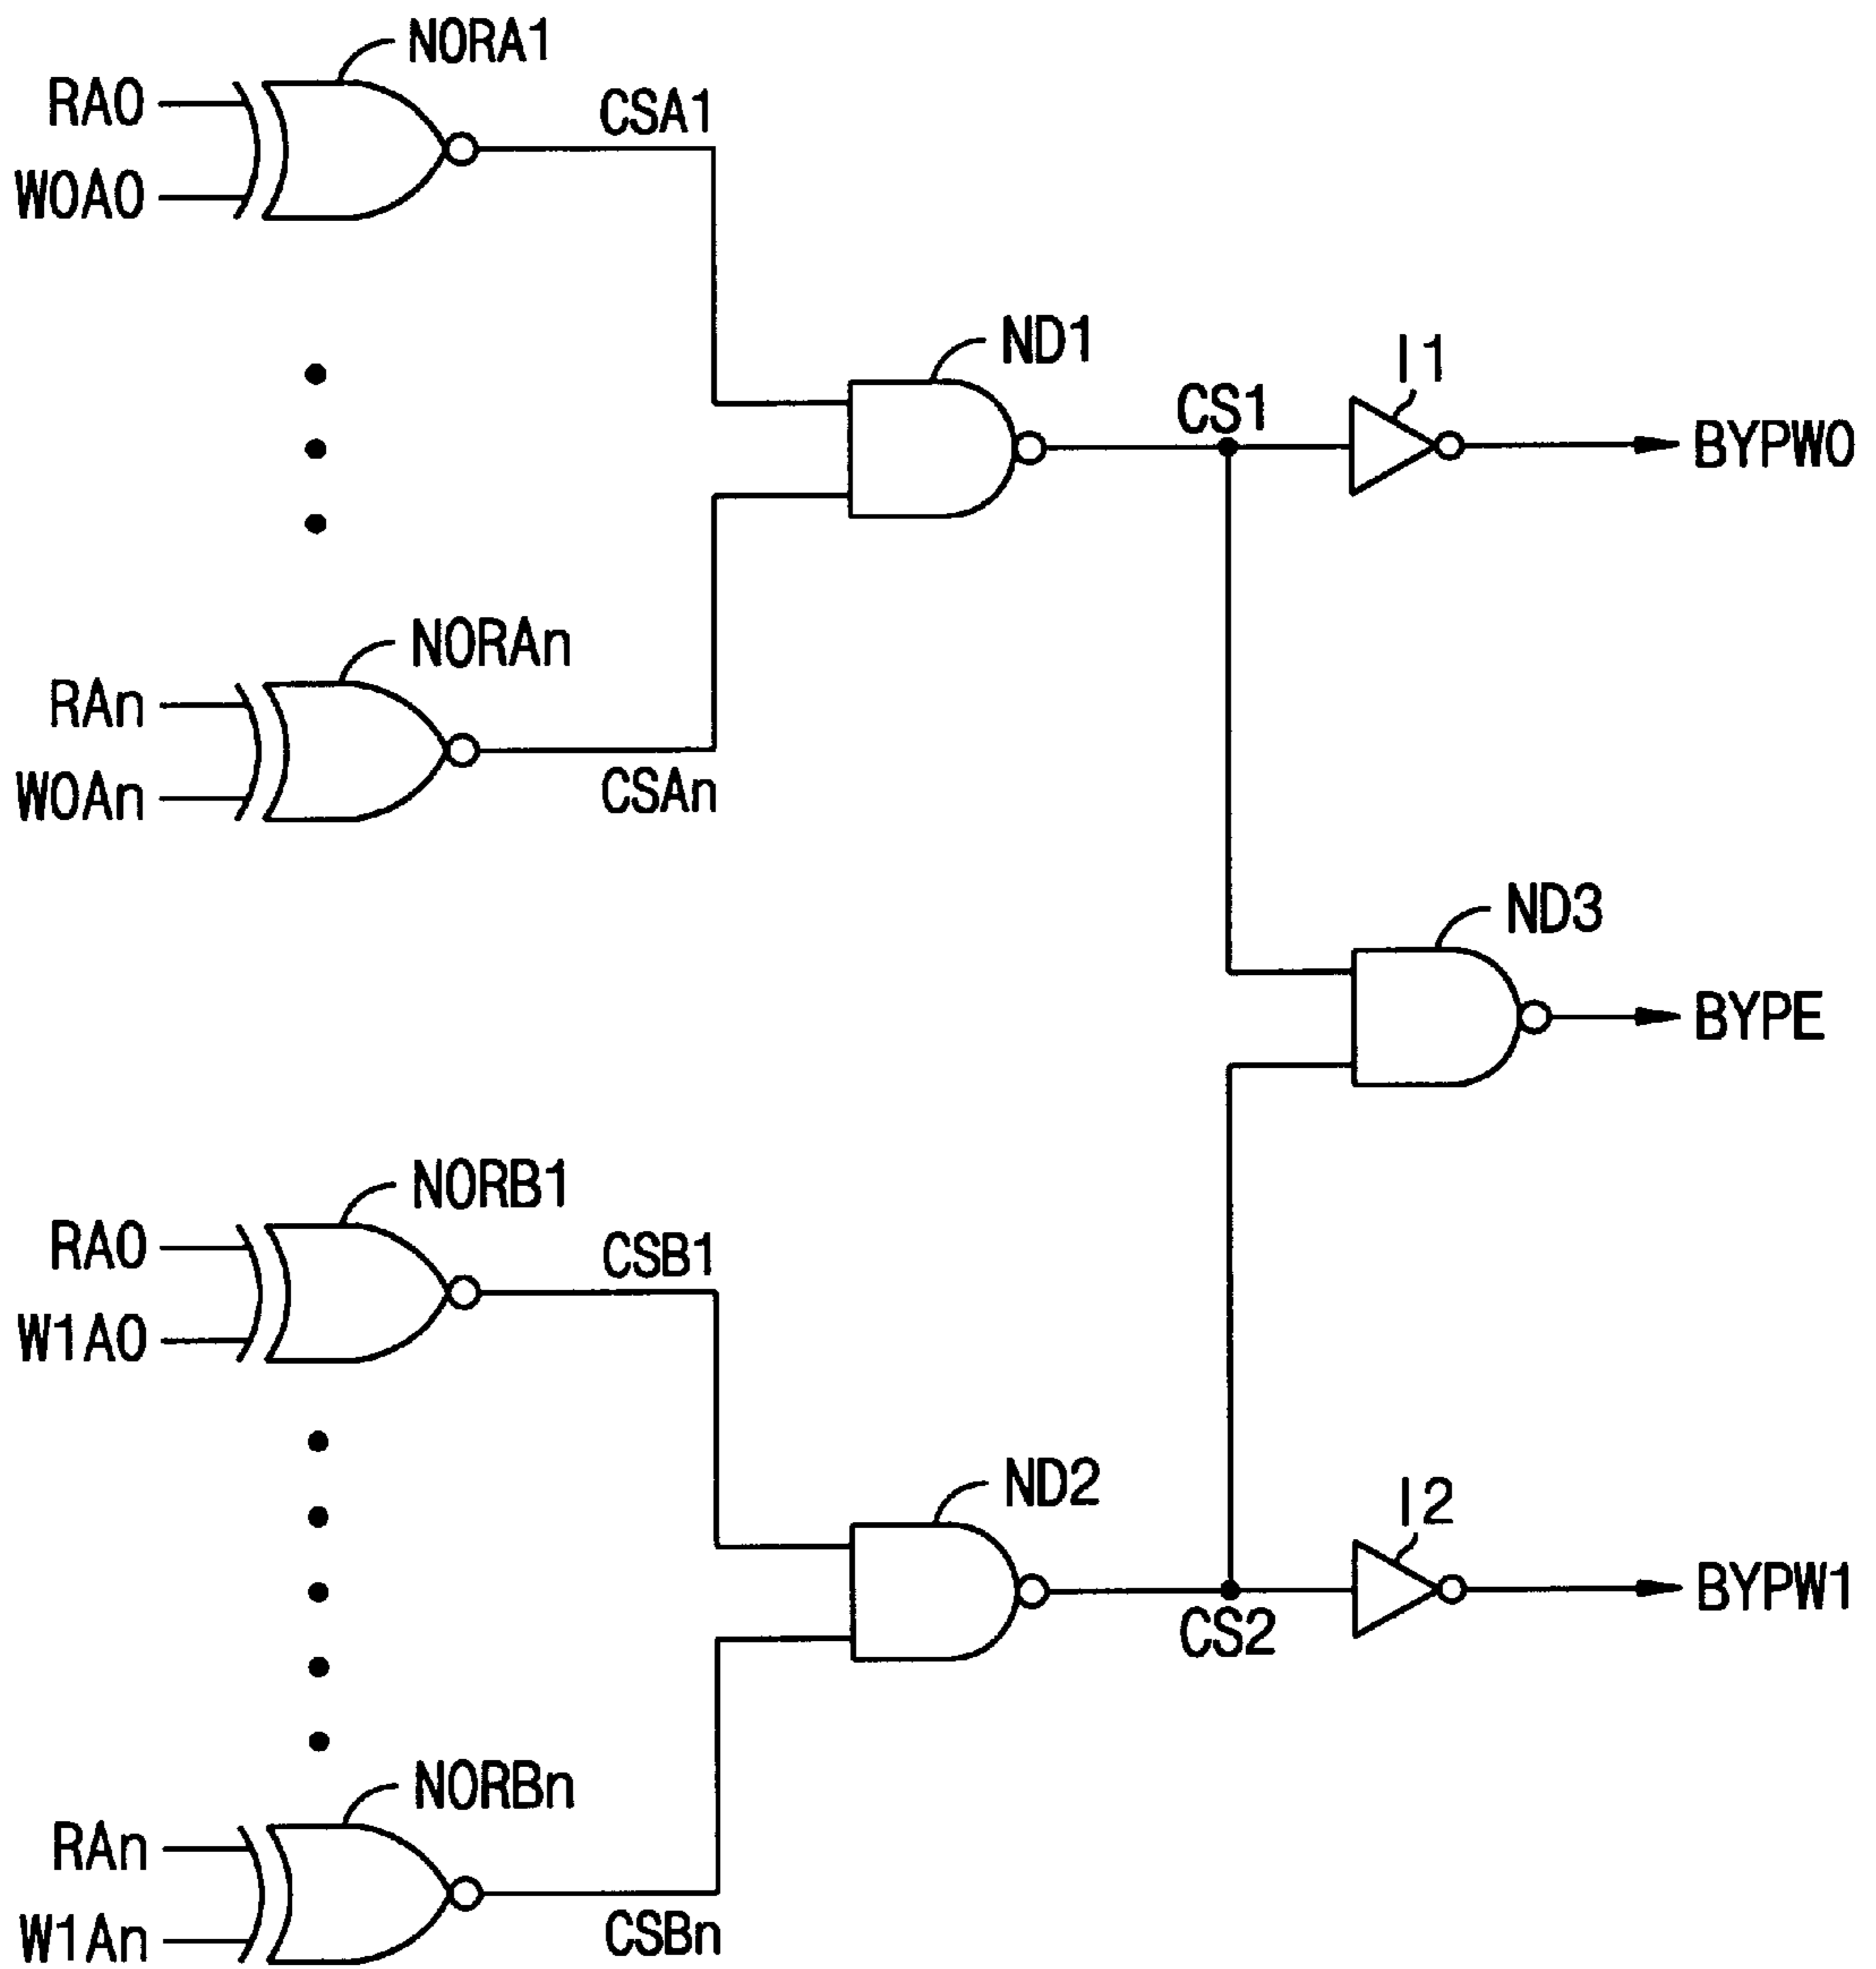 NORA1
RA0
CSA1
W0A0
ND1
I1
CS1
BYPW0
NORAn
RAn
W0An
CSAn
ND3
BYPE
NORB1
RA0
CSB1
W1A0
ND2
I2
BYPW1
CS2
NORBn
RAn
W1An
CSBn